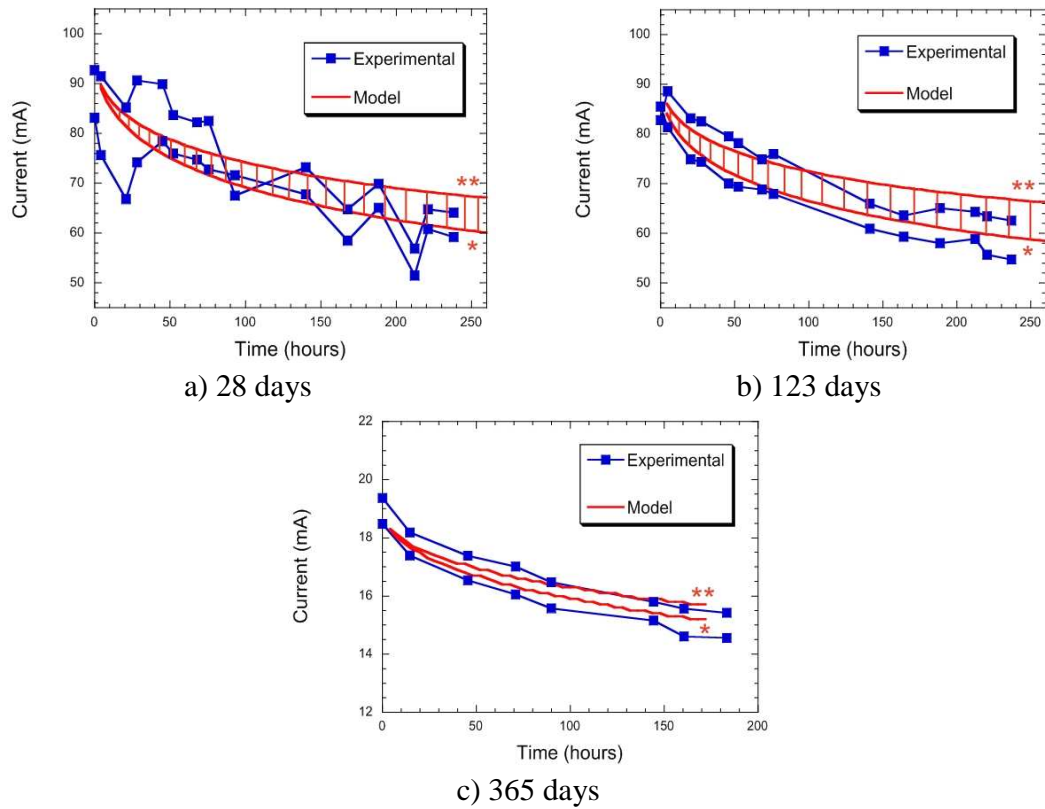 100
90
80
70
60
50
Current (mA)
Experimental
Model
**
*
0 50 100 150 200 250
Time (hours)
a) 28 days
100
90
80
70
60
50
Current (mA)
Experimental
Model
**
*
0 50 100 150 200 250
Time (hours)
b) 123 days
22
20
18
16
14
12
Current (mA)
Experimental
Model
**
*
0 50 100 150 200
Time (hours)
c) 365 days